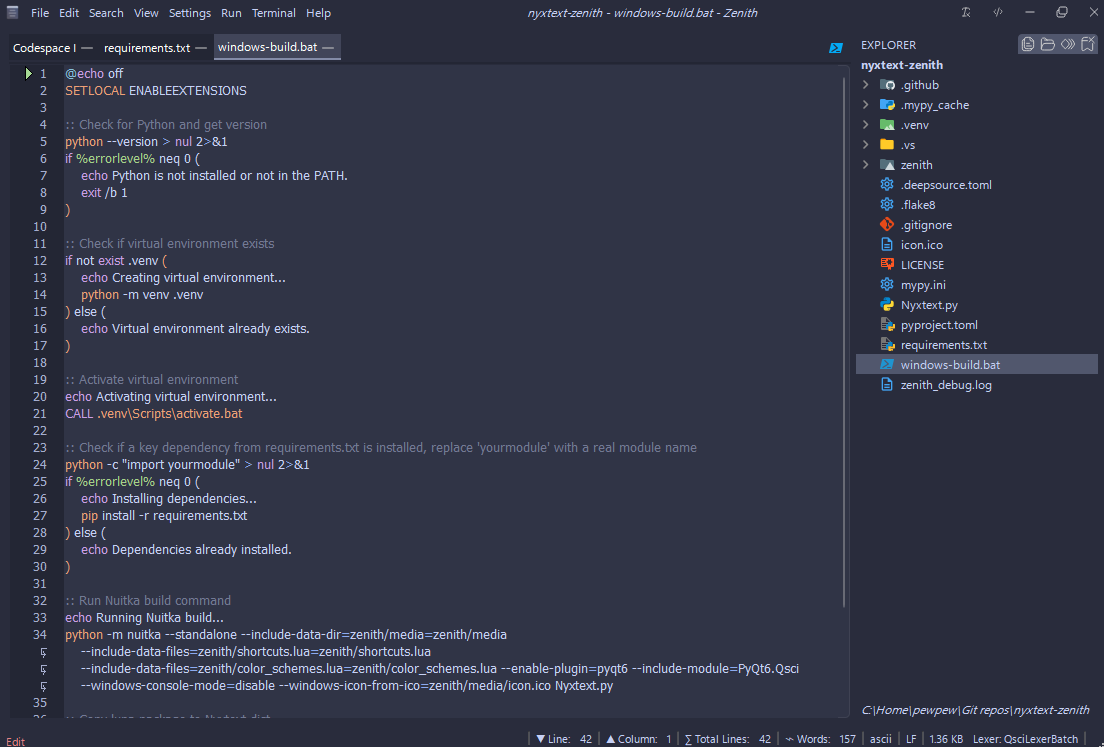 File Edit Search View Settings Run Terminal Help
nyxtext-zenith - windows-build.bat - Zenith
Codespace I
requirements.txt
windows-build.bat
1 @echo off
2 SETLOCAL ENABLEEXTENSIONS
3
4 :: Check for Python and get version
5 python --version > nul 2>&1
6 if %errorlevel% neq 0 (
7 echo Python is not installed or not in the PATH.
8 exit /b 1
9 )
10
11 :: Check if virtual environment exists
12 if not exist .venv (
13 echo Creating virtual environment...
14 python -m venv .venv
15 ) else (
16 echo Virtual environment already exists.
17 )
18
19 :: Activate virtual environment
20 echo Activating virtual environment...
21 CALL .venv\Scripts\activate.bat
22
23 :: Check if a key dependency from requirements.txt is installed, replace 'yourmodule' with a real module name
24 python -c "import yourmodule" > nul 2>&1
25 if %errorlevel% neq 0 (
26 echo Installing dependencies...
27 pip install -r requirements.txt
28 ) else (
29 echo Dependencies already installed.
30 )
31
32 :: Run Nuitka build command
33 echo Running Nuitka build...
34 python -m nuitka --standalone --include-data-dir=zenith/media=zenith/media
--include-data-files=zenith/shortcuts.lua=zenith/shortcuts.lua
--include-data-files=zenith/color_schemes.lua=zenith/color_schemes.lua --enable-plugin=pyqt6 --include-module=PyQt6.Qsci
--windows-console-mode=disable --windows-icon-from-ico=zenith/media/icon.ico Nyxtext.py
35
EXPLORER
nyxtext-zenith
.github
.mypy_cache
.venv
.vs
zenith
.deepsource.toml
.flake8
.gitignore
icon.ico
LICENSE
mypy.ini
Nyxtext.py
pyproject.toml
requirements.txt
windows-build.bat
zenith_debug.log
C:\Home\pewpew\Git repos\nyxtext-zenith
Edit
Line: 42 Column: 1 Total Lines: 42 Words: 157 ascii LF 1.36 KB Lexer: QsciLexerBatch